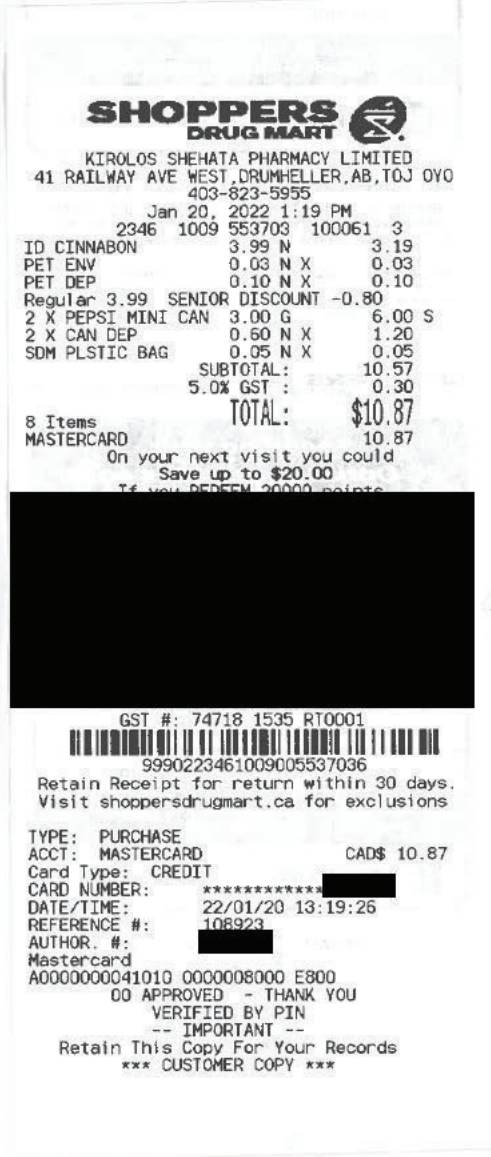 SHOPPERS
DRUG MART
KIROLOS SHEHATA PHARMACY LIMITED
41 RAILWAY AVE WEST,DRUMHELLER,AB,TOJ OYO
403-823-5955
Jan 20, 2022 1:19 PM
2346 1009 553703 100061 3
ID CINNABON 3.99 N 3.19
PET ENV 0.03 N X 0.03
PET DEP 0.10 N X 0.10
Regular 3.99 SENIOR DISCOUNT -0.80
2 X PEPSI MINI CAN 3.00 G 6.00 S
2 X CAN DEP 0.60 N X 1.20
SDM PLSTIC BAG 0.05 N X 0.05
SUBTOTAL: 10.57
5.0% GST : 0.30
TOTAL: $10.87
8 Items
MASTERCARD 10.87
On your next visit you could
Save up to $20.00
If you REDEEM 20000 points
GST #: 74718 1535 RT0001
9990223461009005537036
Retain Receipt for return within 30 days.
Visit shoppersdrugmart.ca for exclusions
TYPE: PURCHASE
ACCT: MASTERCARD CAD$ 10.87
Card Type: CREDIT
CARD NUMBER: ************
DATE/TIME: 22/01/20 13:19:26
REFERENCE #: 108923
AUTHOR. #:
Mastercard
A0000000041010 0000008000 E800
00 APPROVED - THANK YOU
VERIFIED BY PIN
-- IMPORTANT --
Retain This Copy For Your Records
*** CUSTOMER COPY ***